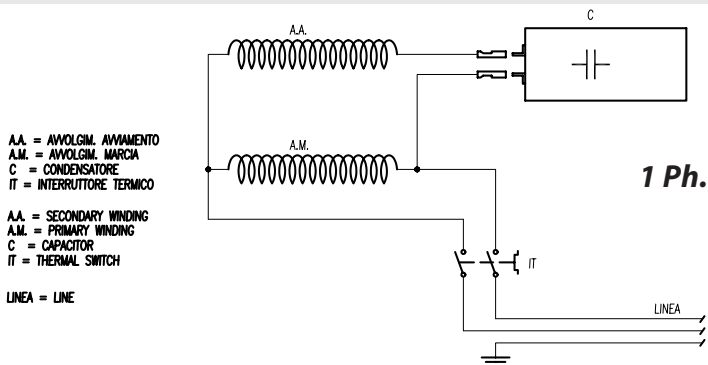 C
A.A.
A.M.
A.A. = AVVOLGIM. AVVIAMENTO
A.M. = AVVOLGIM. MARCIA
C = CONDENSATORE
IT = INTERRUTTORE TERMICO
A.A. = SECONDARY WINDING
A.M. = PRIMARY WINDING
C = CAPACITOR
IT = THERMAL SWITCH
LINEA = LINE
1 Ph.
IT
LINEA